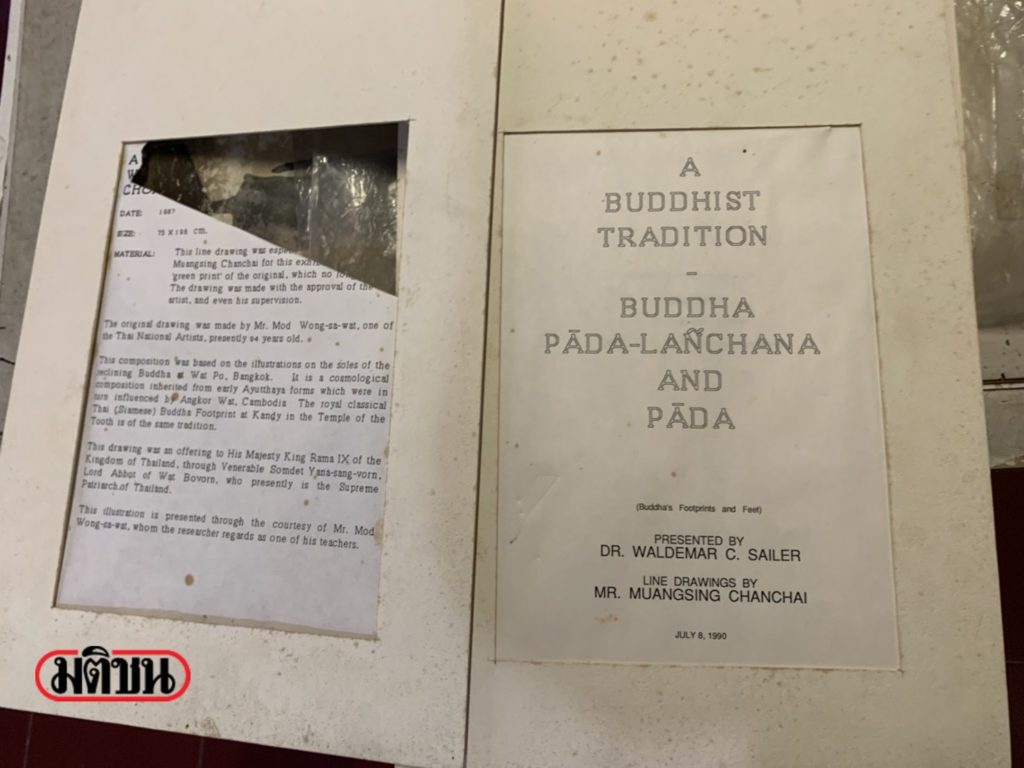 A
W
CHO
DATE: 1987
SIZE: 75 X 198 cm.
MATERIAL: This line drawing was espe
Muangsing Chanchai for this exhi
'green print' of the original, which no lon
The drawing was made with the approval of the
artist, and even his supervision.
The original drawing was made by Mr. Mod Wong-sa-wat, one of
the Thai National Artists, presently 64 years old.
This composition was based on the illustrations on the soles of the
reclining Buddha at Wat Po, Bangkok. It is a cosmological
composition inherited from early Ayutthaya forms which were in
turn influenced by Angkor Wat, Cambodia The royal classical
Thai (Siamese) Buddha Footprint at Kandy in the Temple of the
Tooth is of the same tradition.
This drawing was an offering to His Majesty King Rama IX of the
Kingdom of Thailand, through Venerable Somdet Yana-sang-vorn,
Lord Abbot of Wat Bovorn, who presently is the Supreme
Patriarch of Thailand.
This illustration is presented through the courtesy of Mr. Mod
Wong-sa-wat, whom the researcher regards as one of his teachers.
A
BUDDHIST
TRADITION
-
BUDDHA
PĀDA-LAÑCHANA
AND
PĀDA
(Buddha's Footprints and Feet)
PRESENTED BY
DR. WALDEMAR C. SAILER
LINE DRAWINGS BY
MR. MUANGSING CHANCHAI
JULY 8, 1990
มติชน